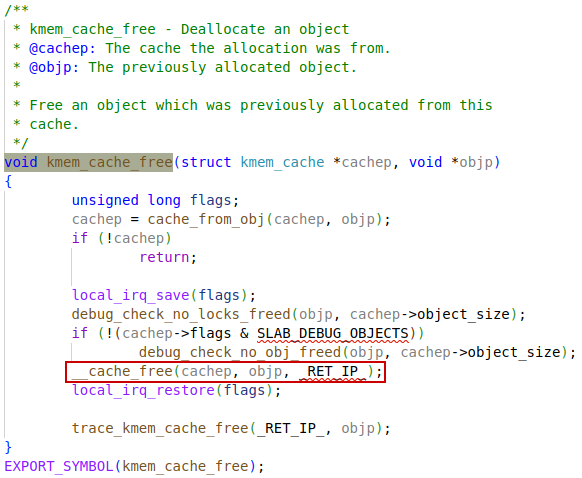 /**
 * kmem_cache_free - Deallocate an object
 * @cachep: The cache the allocation was from.
 * @objp: The previously allocated object.
 *
 * Free an object which was previously allocated from this
 * cache.
 */
void kmem_cache_free(struct kmem_cache *cachep, void *objp)
{
        unsigned long flags;
        cachep = cache_from_obj(cachep, objp);
        if (!cachep)
                return;

        local_irq_save(flags);
        debug_check_no_locks_freed(objp, cachep->object_size);
        if (!(cachep->flags & SLAB_DEBUG_OBJECTS))
                debug_check_no_obj_freed(objp, cachep->object_size);
        __cache_free(cachep, objp, _RET_IP_);
        local_irq_restore(flags);

        trace_kmem_cache_free(_RET_IP_, objp);
}
EXPORT_SYMBOL(kmem_cache_free);